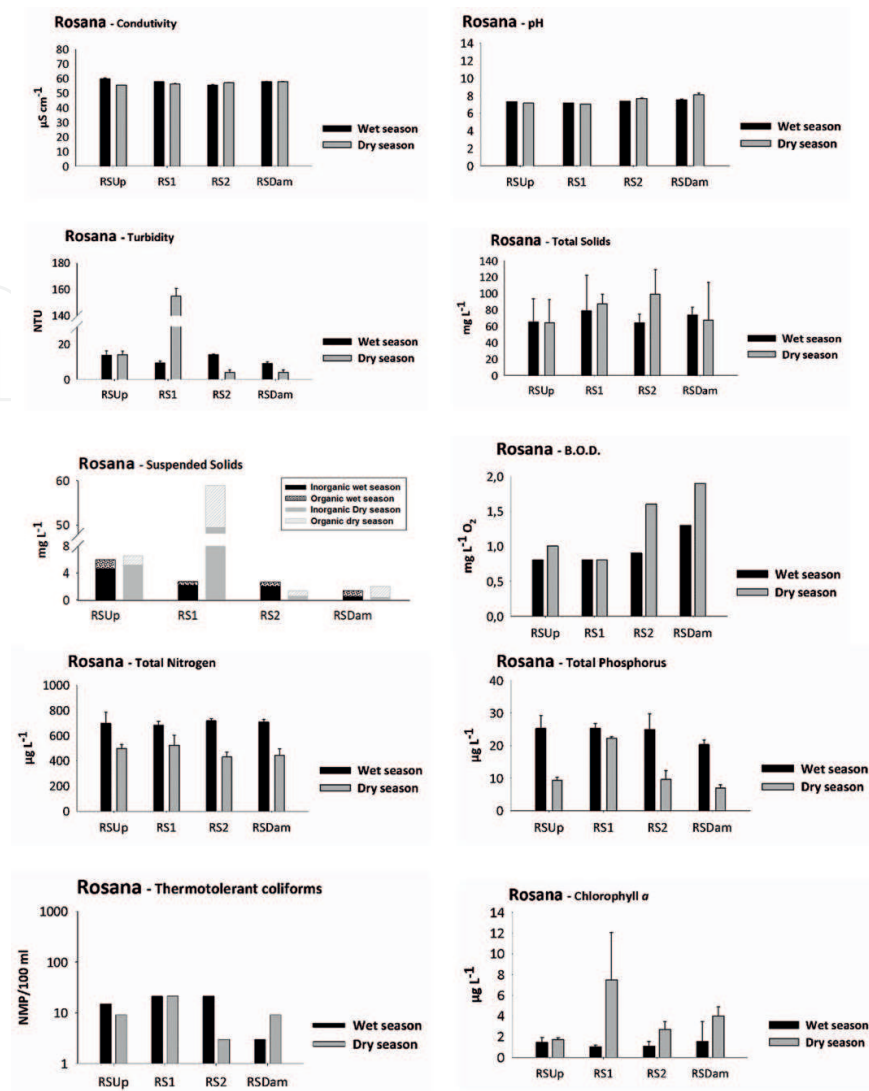 Rosana - Condutivity
80
70
60
50
40
30
20
10
0
µS cm-1
RSUp RS1 RS2 RSDam
Wet season
Dry season
Rosana - pH
14
12
10
8
6
4
2
0
RSUp RS1 RS2 RSDam
Wet season
Dry season
Rosana - Turbidity
180
160
140
20
0
NTU
RSUp RS1 RS2 RSDam
Wet season
Dry season
Rosana - Total Solids
140
120
100
80
60
40
20
0
mg L-1
RSUp RS1 RS2 RSDam
Wet season
Dry season
Rosana - Suspended Solids
60
50
8
4
0
mg L-1
RSUp RS1 RS2 RSDam
Inorganic wet season
Organic wet season
Inorganic Dry season
Organic dry season
Rosana - B.O.D.
2,0
1,5
1,0
0,5
0,0
mg L-1 O2
RSUp RS1 RS2 RSDam
Wet season
Dry season
Rosana - Total Nitrogen
1000
800
600
400
200
0
µg L-1
RSUp RS1 RS2 RSDam
Wet season
Dry season
Rosana - Total Phosphorus
40
30
20
10
0
µg L-1
RSUp RS1 RS2 RSDam
Wet season
Dry season
Rosana - Thermotolerant coliforms
1000
100
10
1
NMP/100 ml
RSUp RS1 RS2 RSDam
Wet season
Dry season
Rosana - Chlorophyll a
14
12
10
8
6
4
2
0
µg L-1
RSUp RS1 RS2 RSDam
Wet season
Dry season